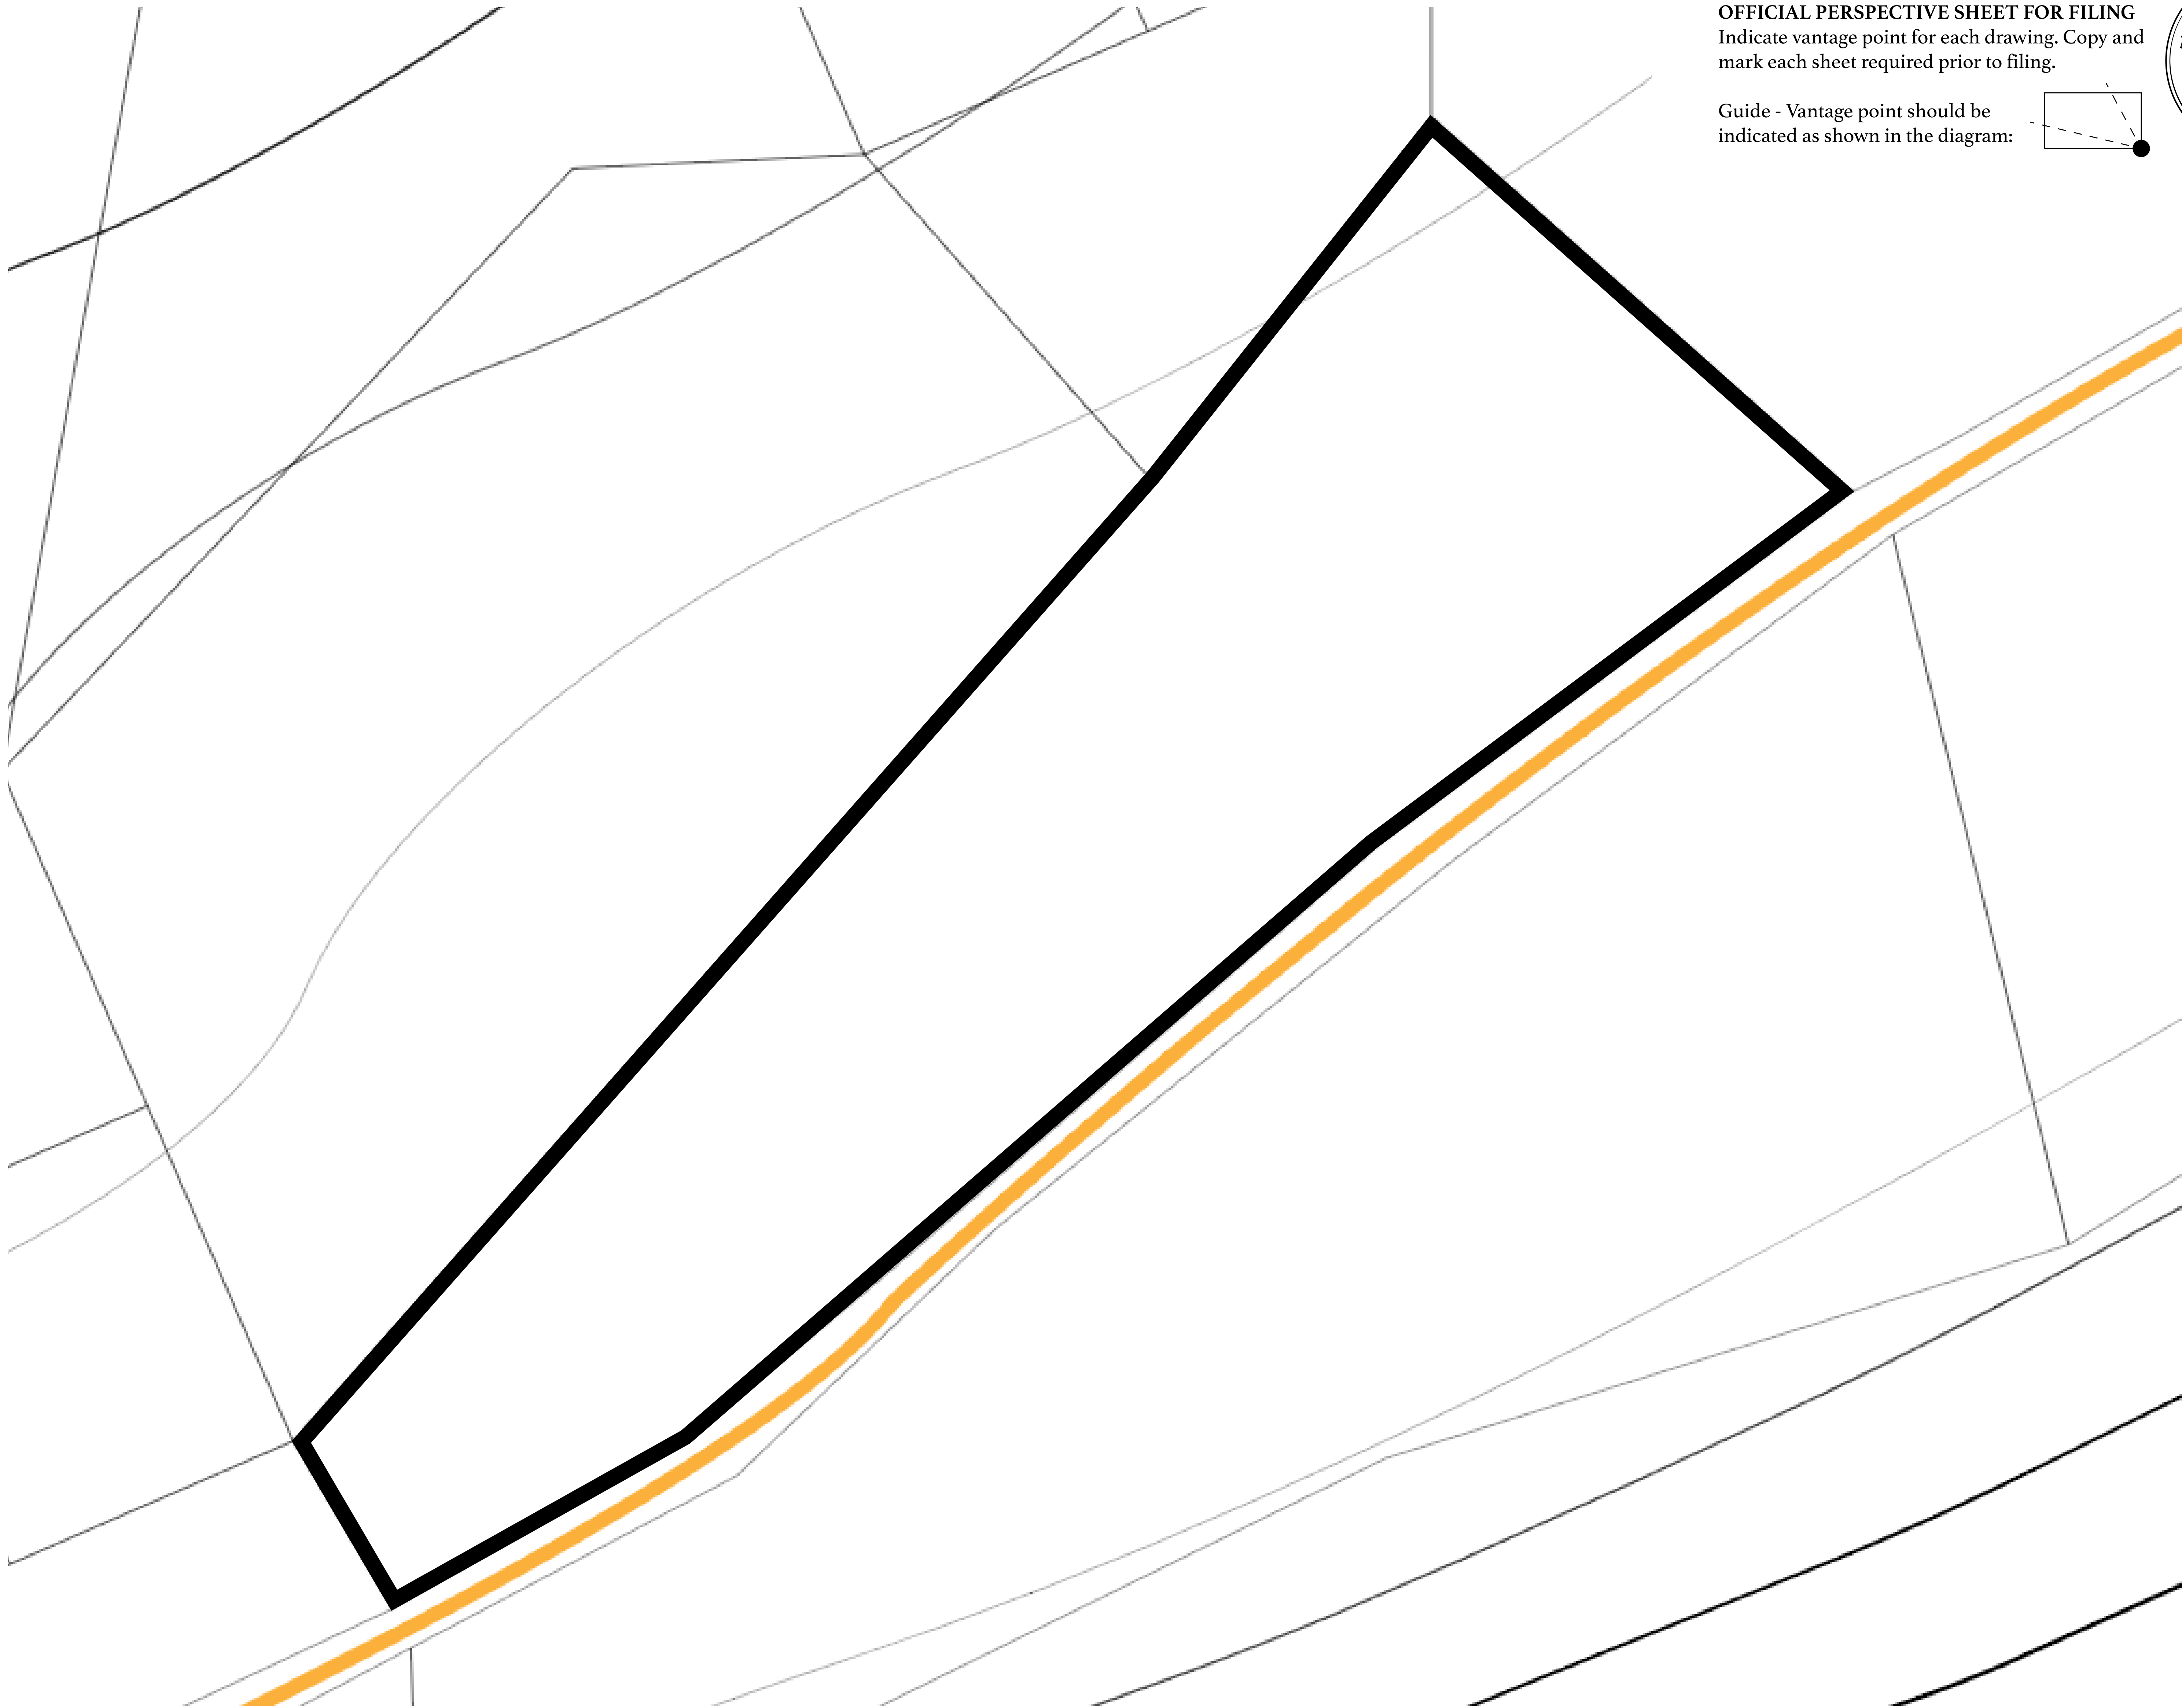 OFFICIAL PERSPECTIVE SHEET FOR FILING
Indicate vantage point for each drawing. Copy and
mark each sheet required prior to filing.
Guide - Vantage point should be
indicated as shown in the diagram: